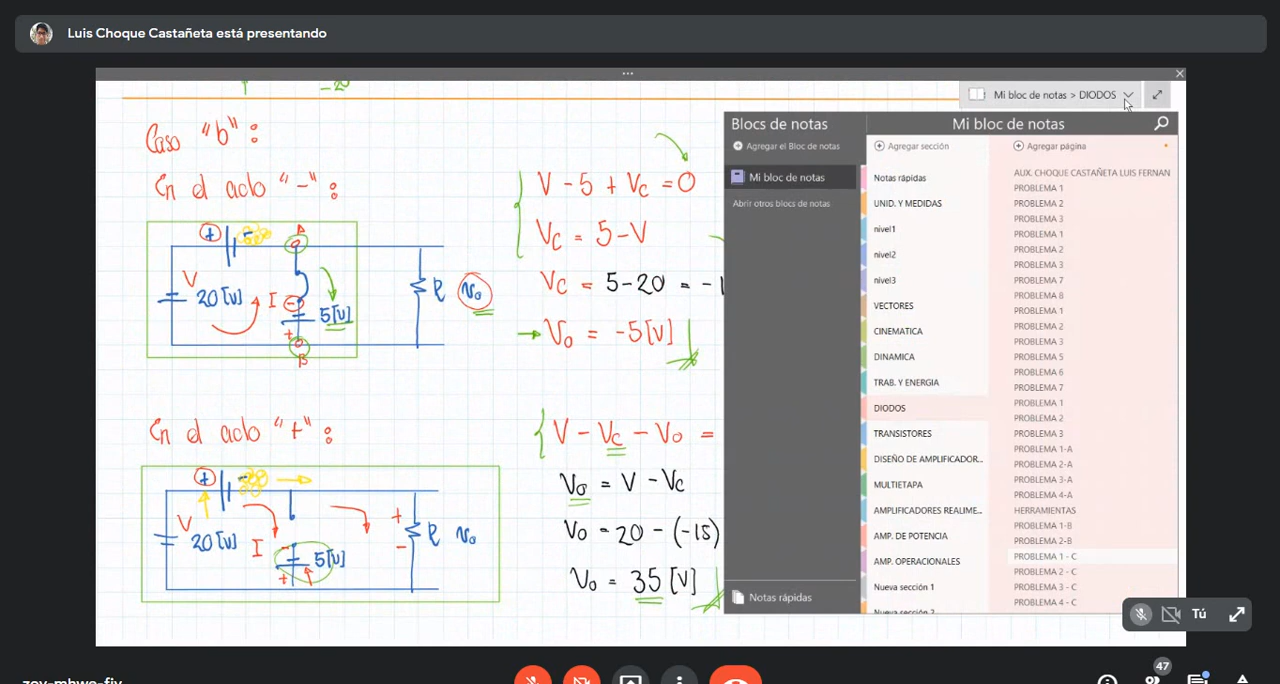 Luis Choque Castañeta está presentando
-20
Mi bloc de notas > DIODOS
Caso "b":
En el ciclo "-":
+
-
A
V
20[V]
I
-
5[V]
+
B
R
Vo
V - 5 + Vc = 0
Vc = 5 - V
Vc = 5-20 = -1
→ Vo = -5[V]
En el ciclo "+":
+
-
V
20[V]
I
-
5[V]
+
+
-
R
Vo
V - Vc - Vo =
Vo = V - Vc
Vo = 20 - (-15)
Vo = 35[V]
Blocs de notas
Agregar el Bloc de notas
Mi bloc de notas
Abrir otros blocs de notas
Notas rápidas
Mi bloc de notas
Agregar sección
Notas rápidas
UNID. Y MEDIDAS
nivel1
nivel2
nivel3
VECTORES
CINEMATICA
DINAMICA
TRAB. Y ENERGIA
DIODOS
TRANSISTORES
DISEÑO DE AMPLIFICADOR...
MULTIETAPA
AMPLIFICADORES REALIME...
AMP. DE POTENCIA
AMP. OPERACIONALES
Nueva sección 1
Nueva sección 2
Agregar página
AUX. CHOQUE CASTAÑETA LUIS FERNAN
PROBLEMA 1
PROBLEMA 2
PROBLEMA 3
PROBLEMA 1
PROBLEMA 2
PROBLEMA 3
PROBLEMA 7
PROBLEMA 8
PROBLEMA 1
PROBLEMA 2
PROBLEMA 3
PROBLEMA 5
PROBLEMA 6
PROBLEMA 7
PROBLEMA 1
PROBLEMA 2
PROBLEMA 3
PROBLEMA 1-A
PROBLEMA 2-A
PROBLEMA 3-A
PROBLEMA 4-A
HERRAMIENTAS
PROBLEMA 1-B
PROBLEMA 2-B
PROBLEMA 1 - C
PROBLEMA 2 - C
PROBLEMA 3 - C
PROBLEMA 4 - C
Tú
47